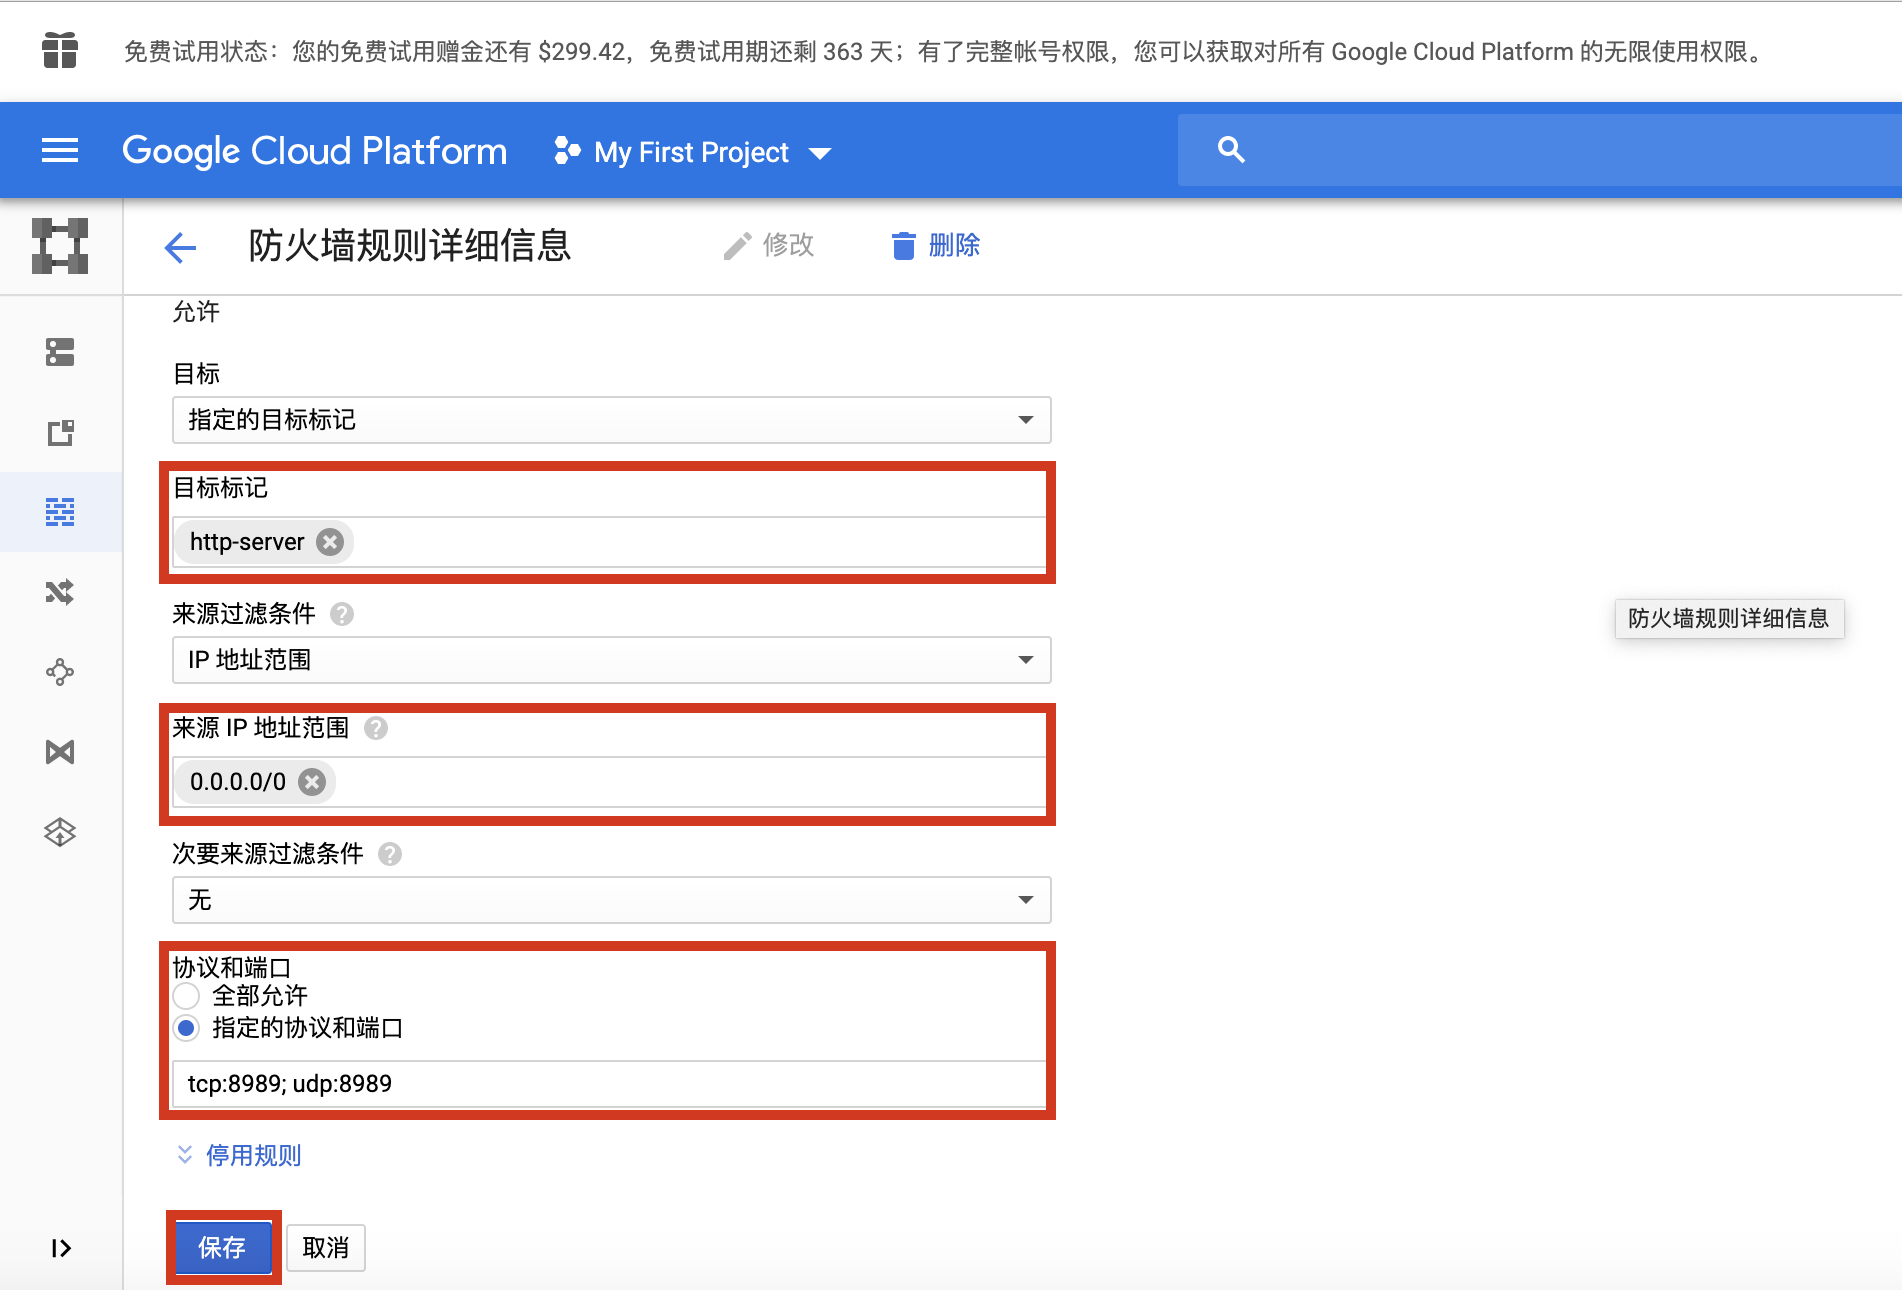 免费试用状态：您的免费试用赠金还有 $299.42，免费试用期还剩 363 天；有了完整帐号权限，您可以获取对所有 Google Cloud Platform 的无限使用权限。
Google Cloud Platform My First Project
防火墙规则详细信息 修改 删除
允许
目标
指定的目标标记
目标标记
http-server
来源过滤条件
防火墙规则详细信息
IP 地址范围
来源 IP 地址范围
0.0.0.0/0
次要来源过滤条件
无
协议和端口
全部允许
指定的协议和端口
tcp:8989; udp:8989
停用规则
保存 取消